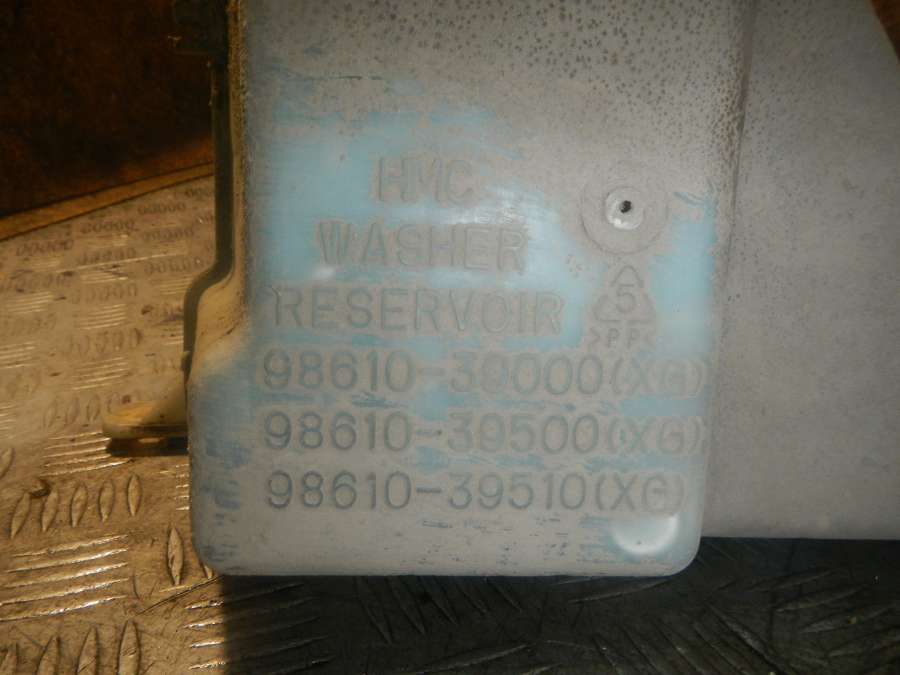 HMC
WASHER
RESERVOIR
5
>PP<
98610-39000(XG)
98610-39500(XG)
98610-39510(XG)